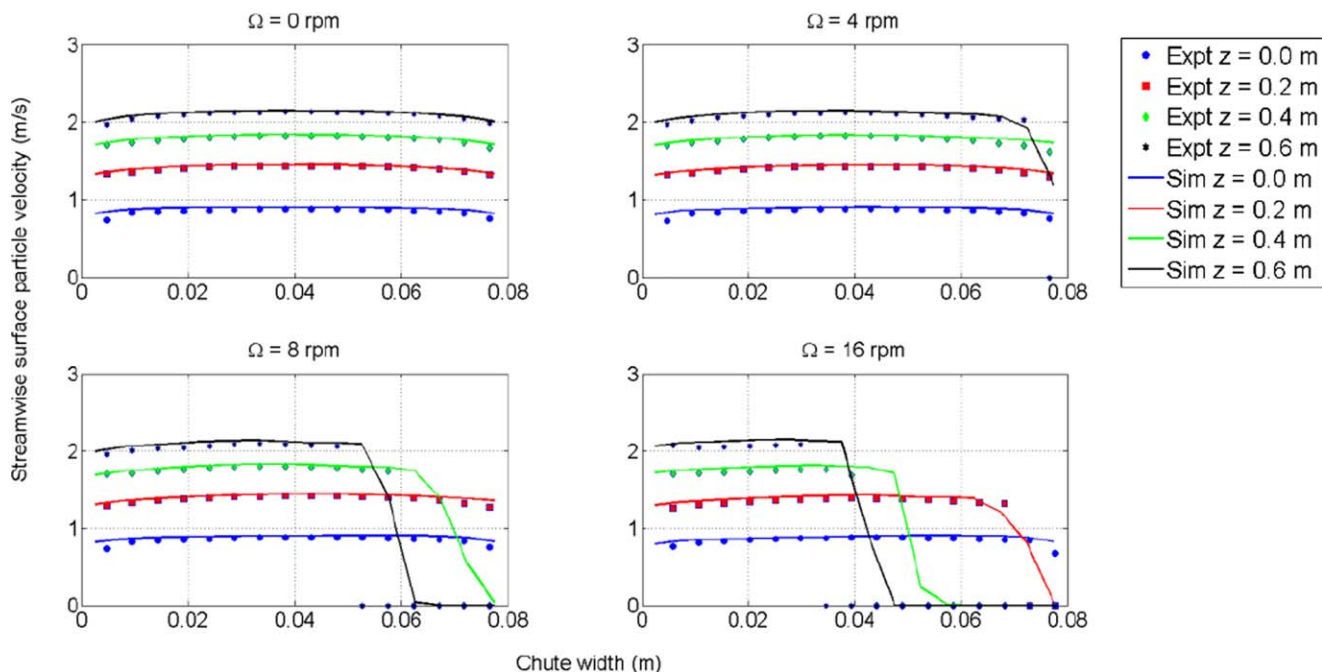 Ω = 0 rpm
Ω = 4 rpm
3
2
1
0
0 0.02 0.04 0.06 0.08
3
2
1
0
0 0.02 0.04 0.06 0.08
Expt z = 0.0 m
Expt z = 0.2 m
Expt z = 0.4 m
Expt z = 0.6 m
Sim z = 0.0 m
Sim z = 0.2 m
Sim z = 0.4 m
Sim z = 0.6 m
Streamwise surface particle velocity (m/s)
Ω = 8 rpm
Ω = 16 rpm
3
2
1
0
0 0.02 0.04 0.06 0.08
3
2
1
0
0 0.02 0.04 0.06 0.08
Chute width (m)